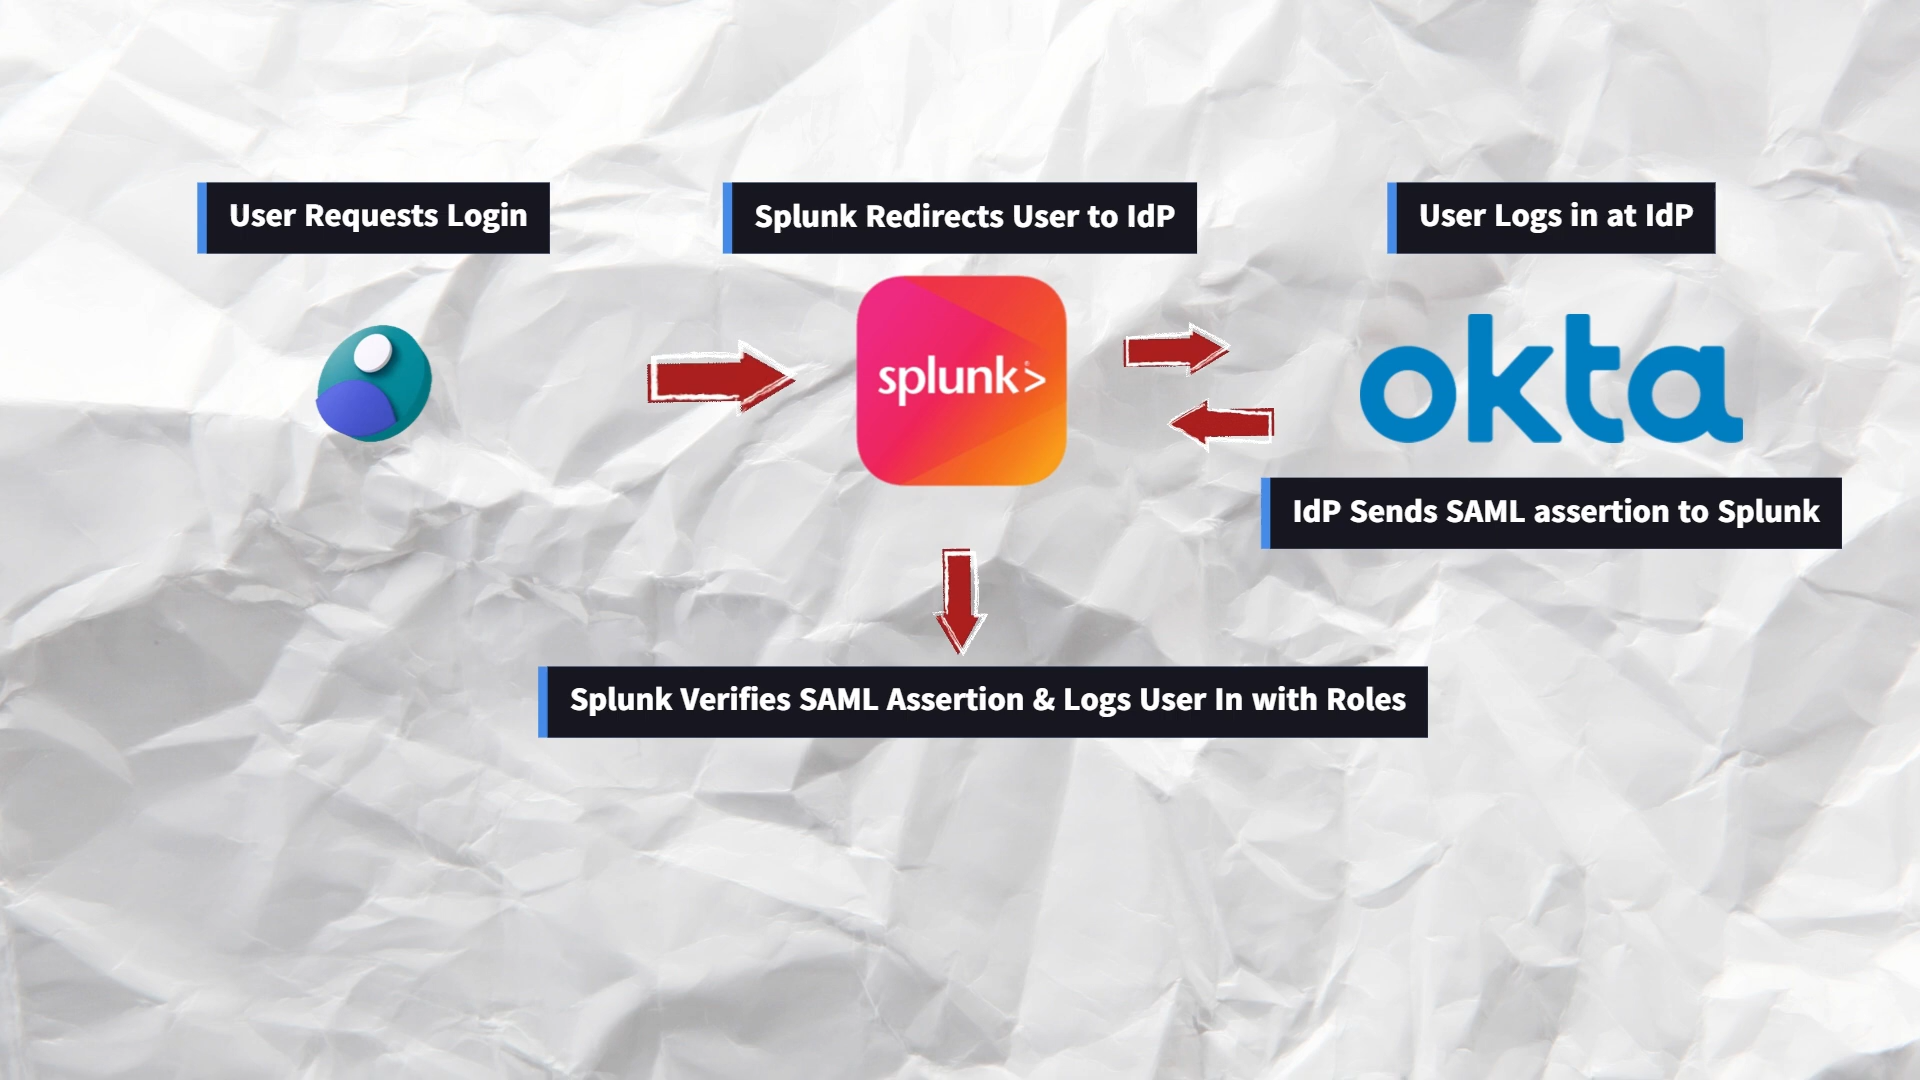 User Requests Login
Splunk Redirects User to IdP
User Logs in at IdP
splunk>
okta
IdP Sends SAML assertion to Splunk
Splunk Verifies SAML Assertion & Logs User In with Roles